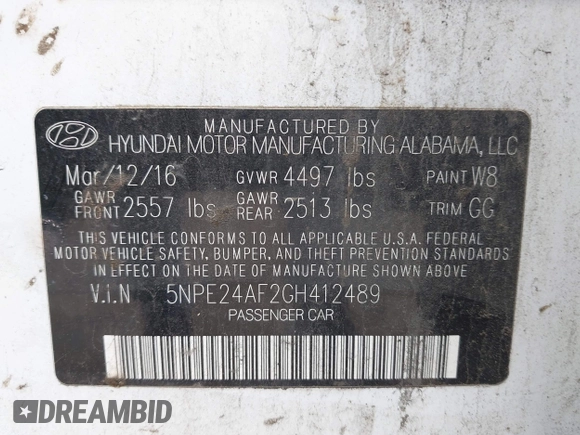 MANUFACTURED BY
HYUNDAI MOTOR MANUFACTURING ALABAMA, LLC
Mar/12/16 GVWR 4497 lbs PAINT W8
GAWR FRONT 2557 lbs GAWR REAR 2513 lbs TRIM GG
THIS VEHICLE CONFORMS TO ALL APPLICABLE U.S.A. FEDERAL
MOTOR VEHICLE SAFETY, BUMPER, AND THEFT PREVENTION STANDARDS
IN EFFECT ON THE DATE OF MANUFACTURE SHOWN ABOVE
V.I.N 5NPE24AF2GH412489
PASSENGER CAR
DREAMBID